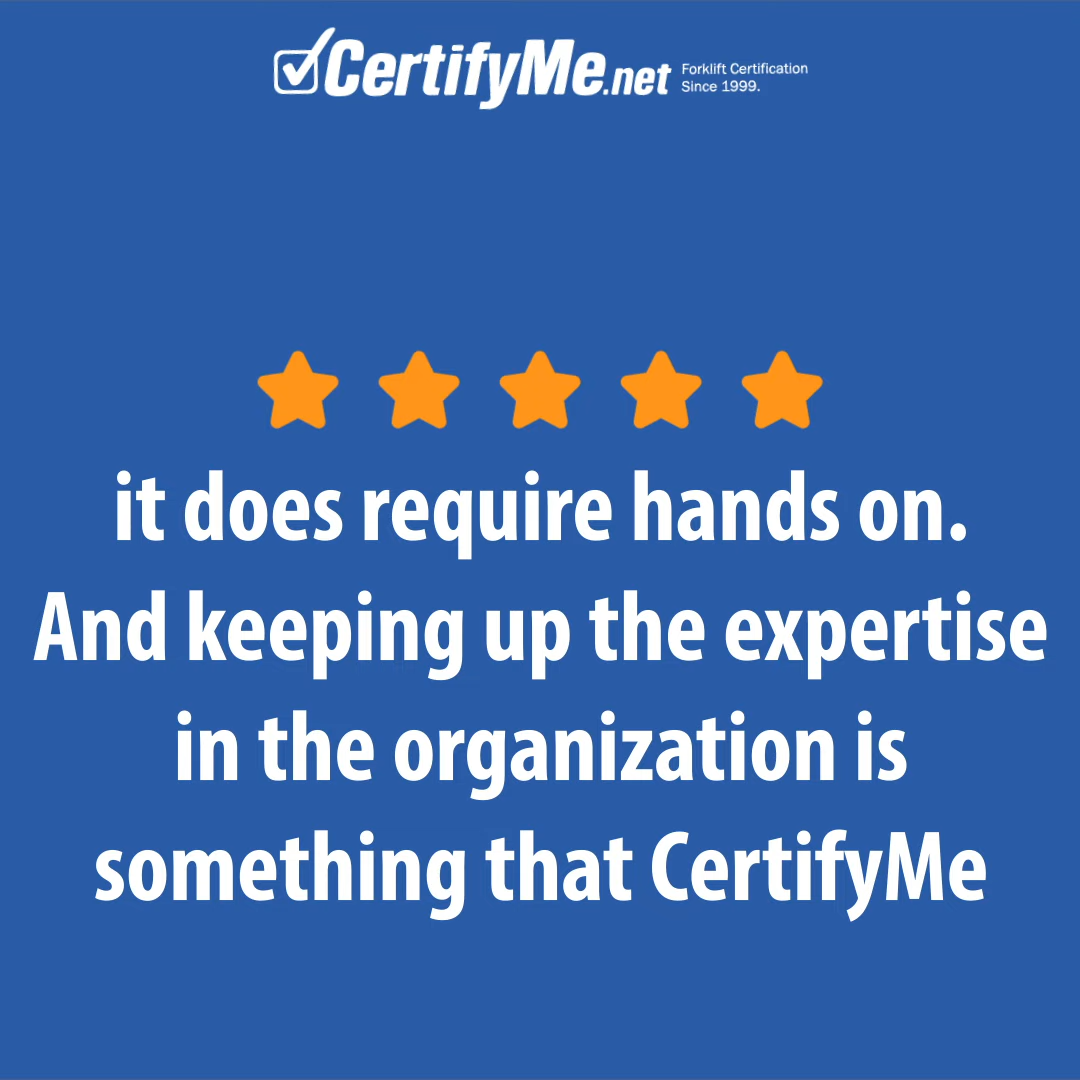 CertifyMe.net
Forklift Certification
Since 1999.
it does require hands on.
And keeping up the expertise
in the organization is
something that CertifyMe